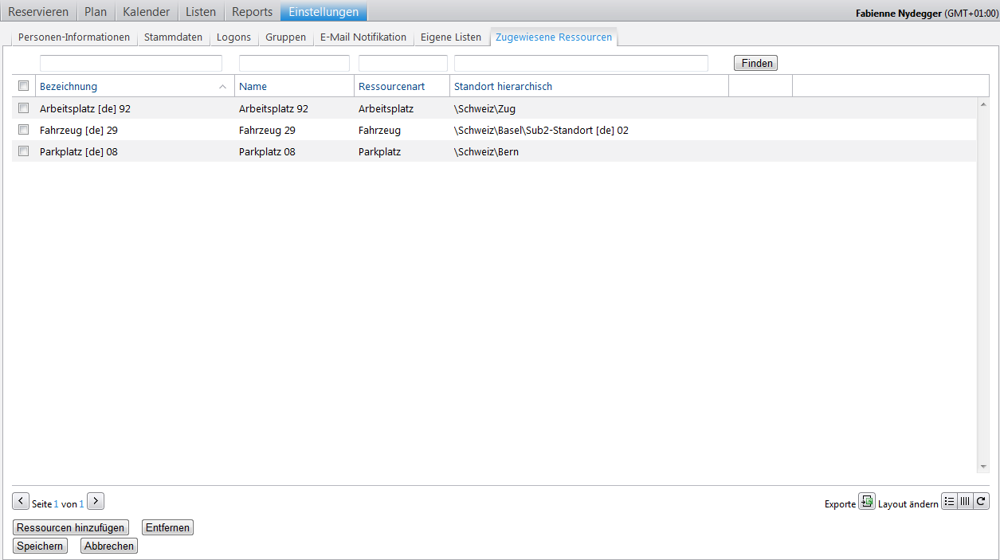 Reservieren Plan Kalender Listen Reports Einstellungen Fabienne Nydegger (GMT+01:00)
Personen-Informationen Stammdaten Logons Gruppen E-Mail Notifikation Eigene Listen Zugewiesene Ressourcen
Finden
Bezeichnung Name Ressourcenart Standort hierarchisch
Arbeitsplatz [de] 92 Arbeitsplatz 92 Arbeitsplatz \Schweiz\Zug
Fahrzeug [de] 29 Fahrzeug 29 Fahrzeug \Schweiz\Basel\Sub2-Standort [de] 02
Parkplatz [de] 08 Parkplatz 08 Parkplatz \Schweiz\Bern
Seite 1 von 1 Exporte Layout ändern
Ressourcen hinzufügen Entfernen
Speichern Abbrechen